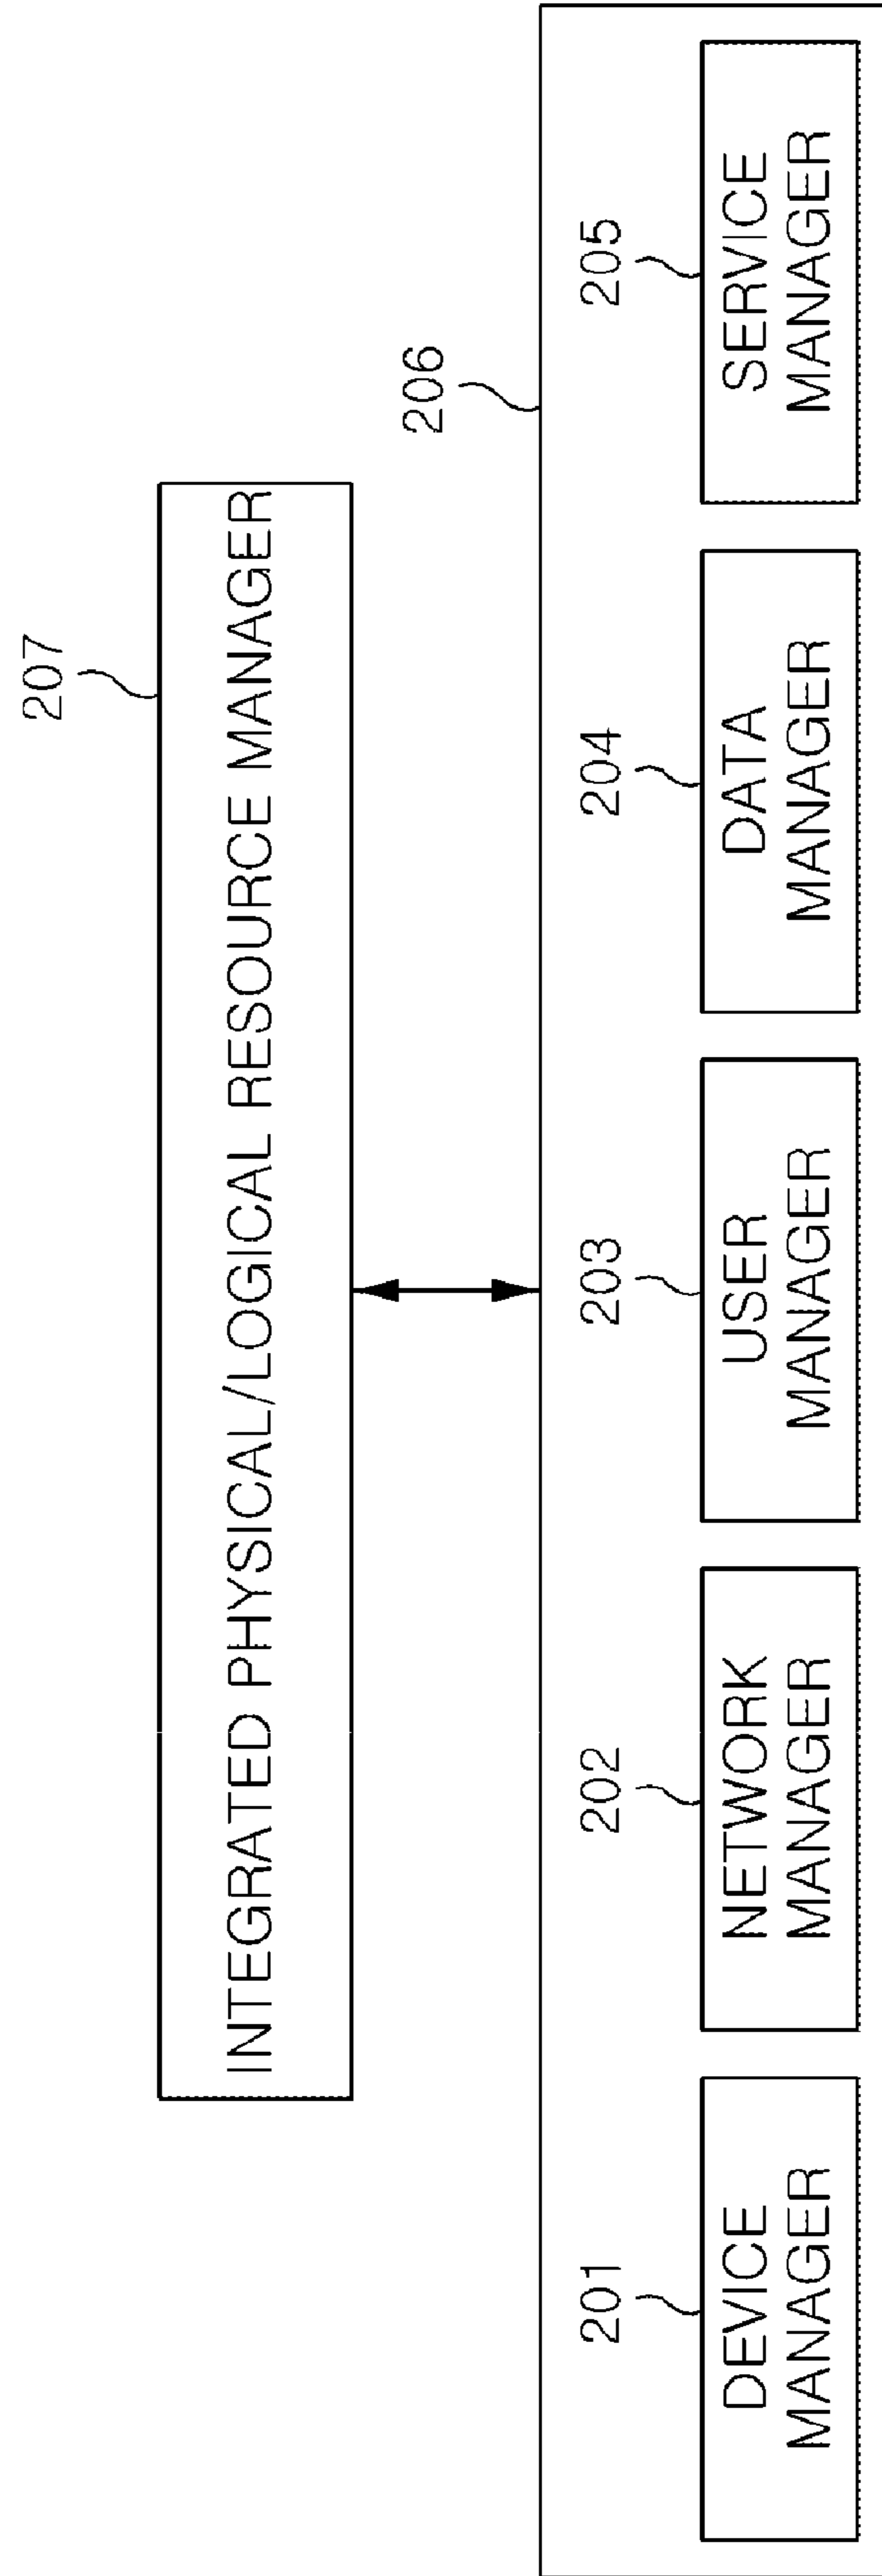 207
INTEGRATED PHYSICAL/LOGICAL RESOURCE MANAGER
206
201
202
203
204
205
DEVICE
MANAGER
NETWORK
MANAGER
USER
MANAGER
DATA
MANAGER
SERVICE
MANAGER